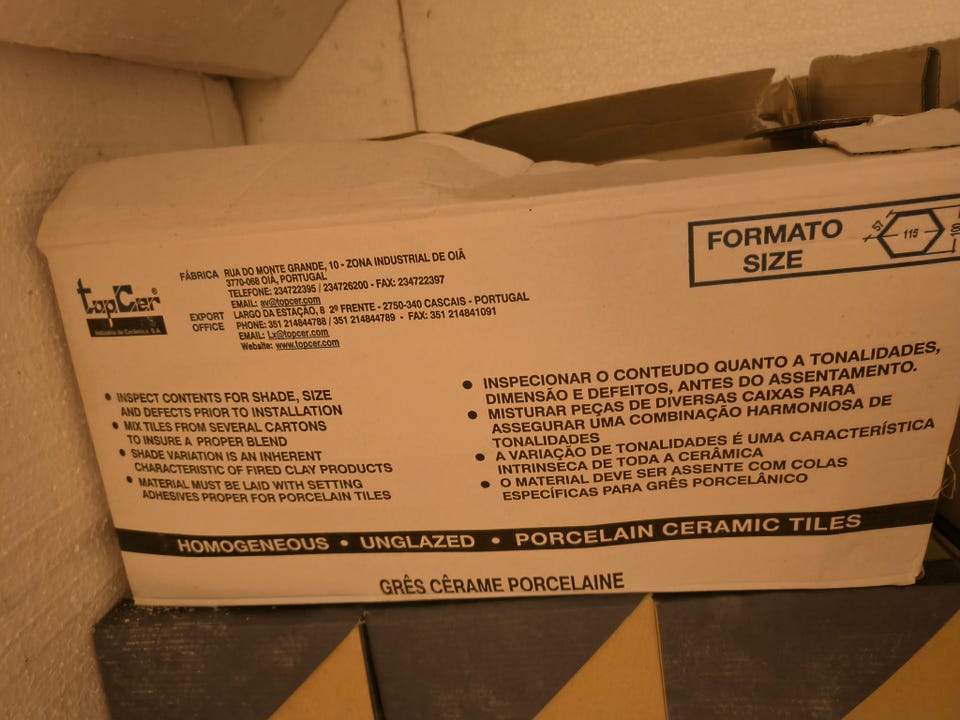 topCer®
Indústria de Cerâmica S.A.
FÁBRICA RUA DO MONTE GRANDE, 10 - ZONA INDUSTRIAL DE OIÃ
3770-068 OIÃ, PORTUGAL
TELEFONE: 234722395 / 234726200 - FAX: 234722397
EMAIL: av@topcer.com
EXPORT OFFICE LARGO DA ESTAÇÃO, 8 2º FRENTE - 2750-340 CASCAIS - PORTUGAL
PHONE: 351 214844788 / 351 214844789 - FAX: 351 214841091
EMAIL: Lx@topcer.com
Website: www.topcer.com
FORMATO
SIZE
57
115
100
• INSPECT CONTENTS FOR SHADE, SIZE
AND DEFECTS PRIOR TO INSTALLATION
• MIX TILES FROM SEVERAL CARTONS
TO INSURE A PROPER BLEND
• SHADE VARIATION IS AN INHERENT
CHARACTERISTIC OF FIRED CLAY PRODUCTS
• MATERIAL MUST BE LAID WITH SETTING
ADHESIVES PROPER FOR PORCELAIN TILES
• INSPECIONAR O CONTEUDO QUANTO A TONALIDADES,
DIMENSÃO E DEFEITOS, ANTES DO ASSENTAMENTO.
• MISTURAR PEÇAS DE DIVERSAS CAIXAS PARA
ASSEGURAR UMA COMBINAÇÃO HARMONIOSA DE
TONALIDADES
• A VARIAÇÃO DE TONALIDADES É UMA CARACTERÍSTICA
INTRINSECA DE TODA A CERÂMICA
• O MATERIAL DEVE SER ASSENTE COM COLAS
ESPECÍFICAS PARA GRÊS PORCELÂNICO
HOMOGENEOUS • UNGLAZED • PORCELAIN CERAMIC TILES
GRÊS CÊRAME PORCELAINE